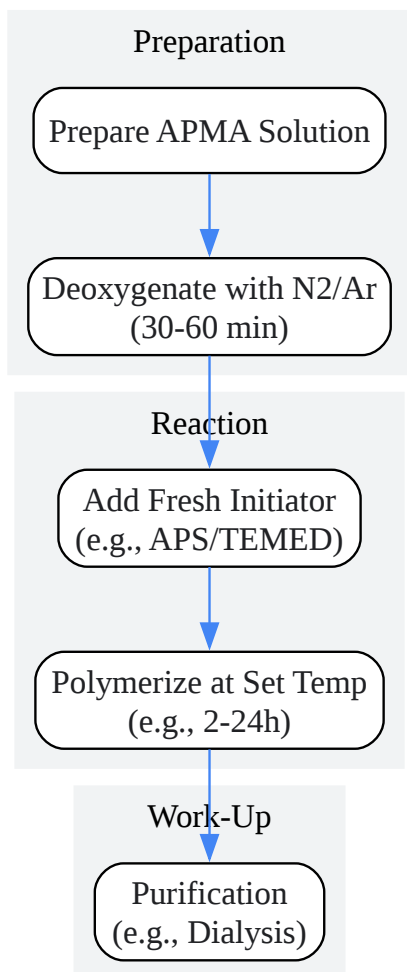 Preparation
Prepare APMA Solution
Deoxygenate with N2/Ar
(30-60 min)
Reaction
Add Fresh Initiator
(e.g., APS/TEMED)
Polymerize at Set Temp
(e.g., 2-24h)
Work-Up
Purification
(e.g., Dialysis)